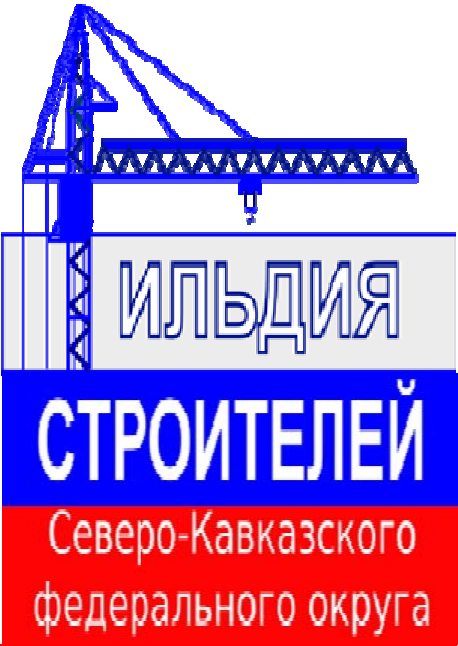 ИЛЬДИЯ
СТРОИТЕЛЕЙ
Северо-Кавказского
федерального округа